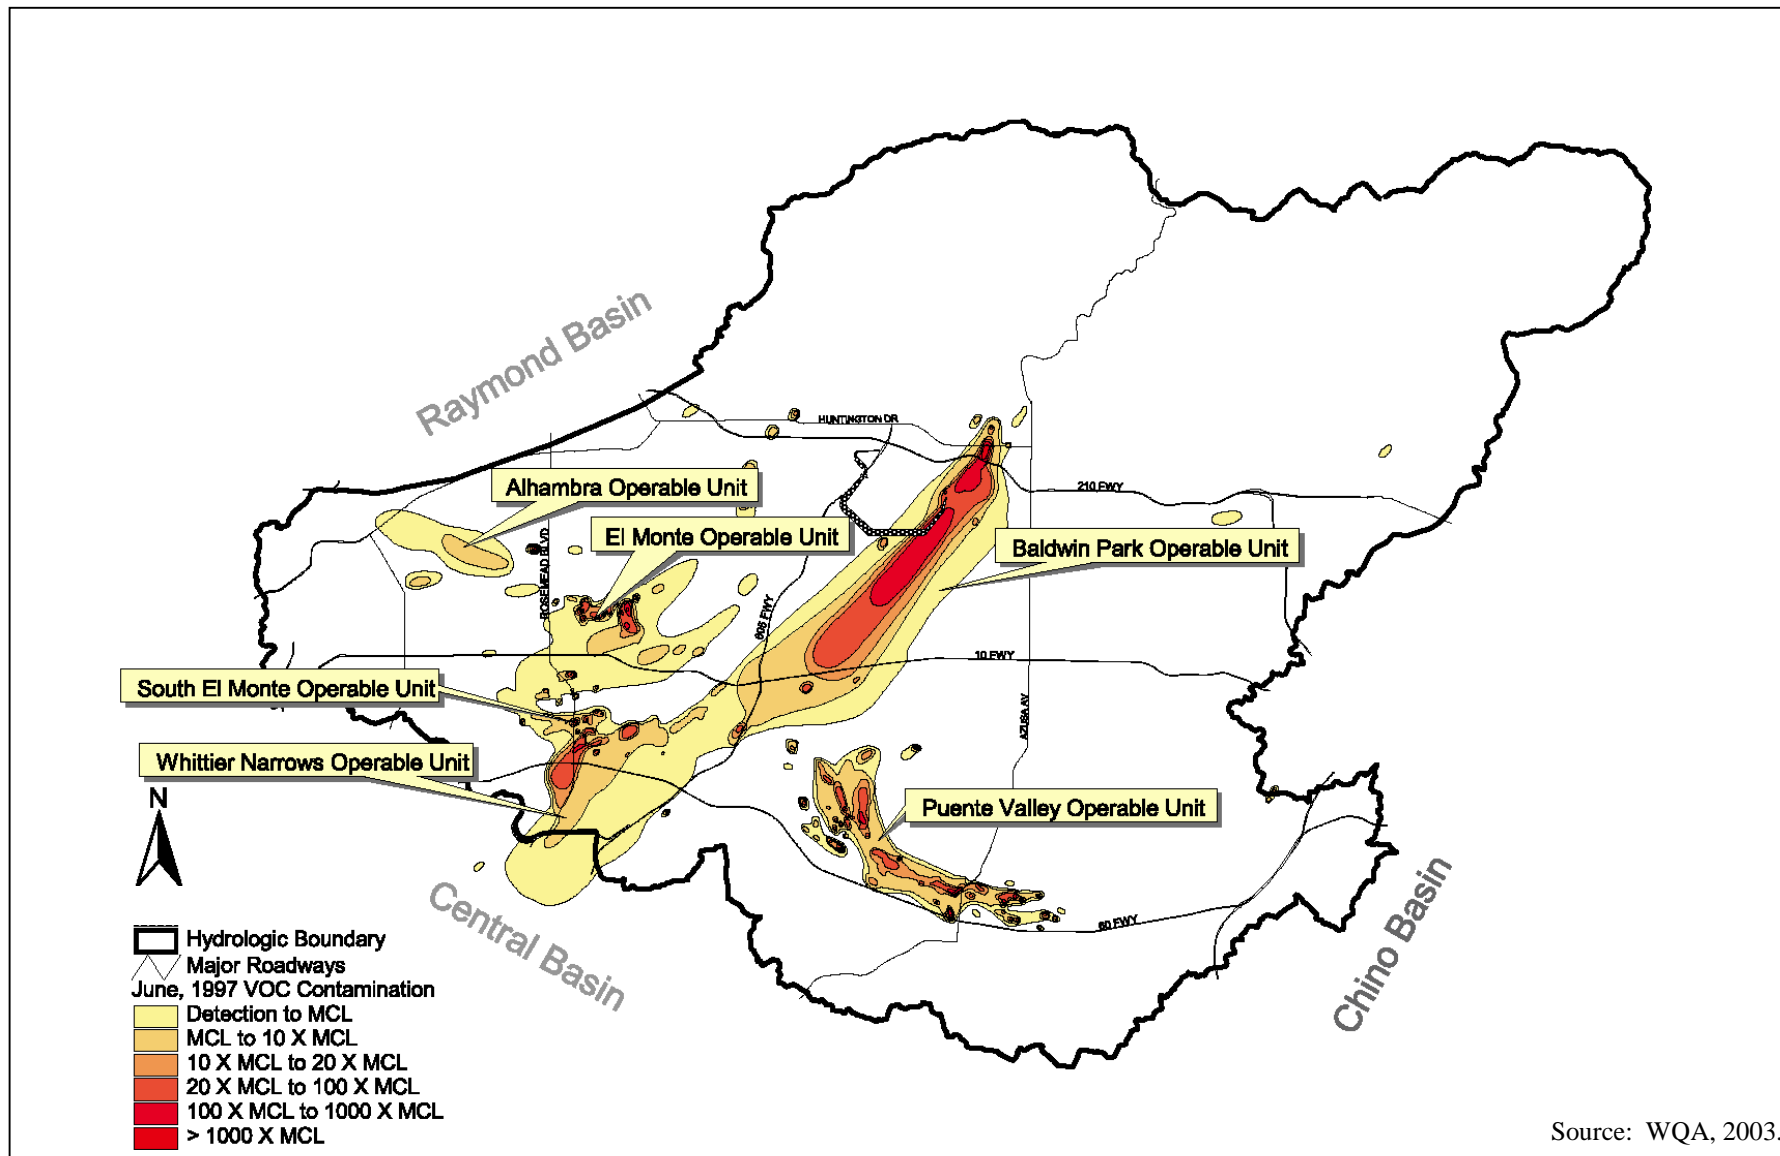 Raymond Basin
HUNTINGTON DR
Alhambra Operable Unit
210 FWY
El Monte Operable Unit
ROSEMEAD BLVD
Baldwin Park Operable Unit
605 FWY
10 FWY
South El Monte Operable Unit
AZUSA AV
Whittier Narrows Operable Unit
N
Puente Valley Operable Unit
60 FWY
Central Basin
Chino Basin
Hydrologic Boundary
Major Roadways
June, 1997 VOC Contamination
Detection to MCL
MCL to 10 X MCL
10 X MCL to 20 X MCL
20 X MCL to 100 X MCL
100 X MCL to 1000 X MCL
> 1000 X MCL
Source: WQA, 2003.